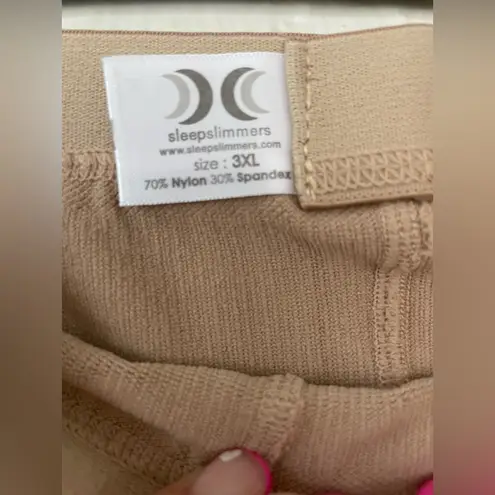 sleepslimmers
www.sleepslimmers.com
size : 3XL
70% Nylon 30% Spandex